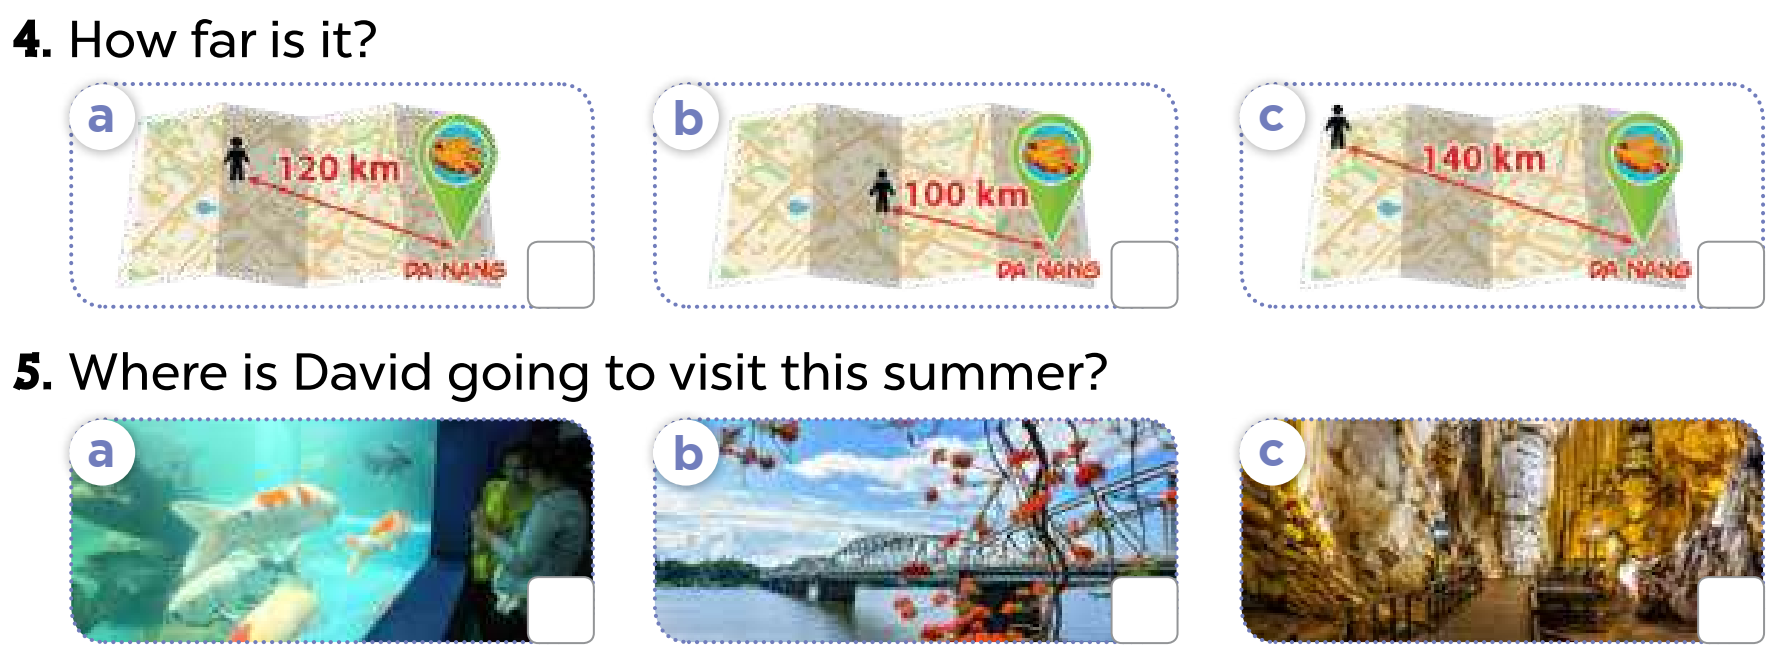 4. How far is it?
a
120 km
DA NANG
b
100 km
DA NANG
c
140 km
DA NANG
5. Where is David going to visit this summer?
a
b
c